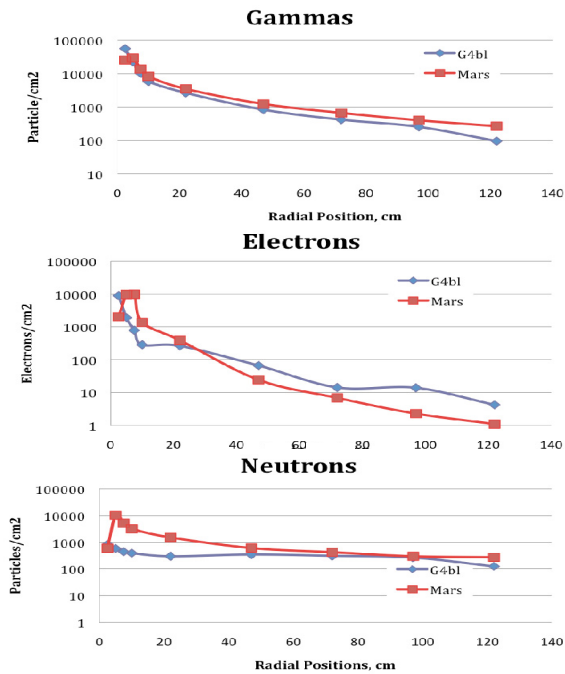 Gammas
100000
10000
1000
100
10
Particle/cm2
G4bl
Mars
0 20 40 60 80 100 120 140
Radial Position, cm
Electrons
100000
10000
1000
100
10
1
Electrons/cm2
G4bl
Mars
0 20 40 60 80 100 120 140
Neutrons
100000
10000
1000
100
10
1
Particles/cm2
G4bl
Mars
0 20 40 60 80 100 120 140
Radial Positions, cm